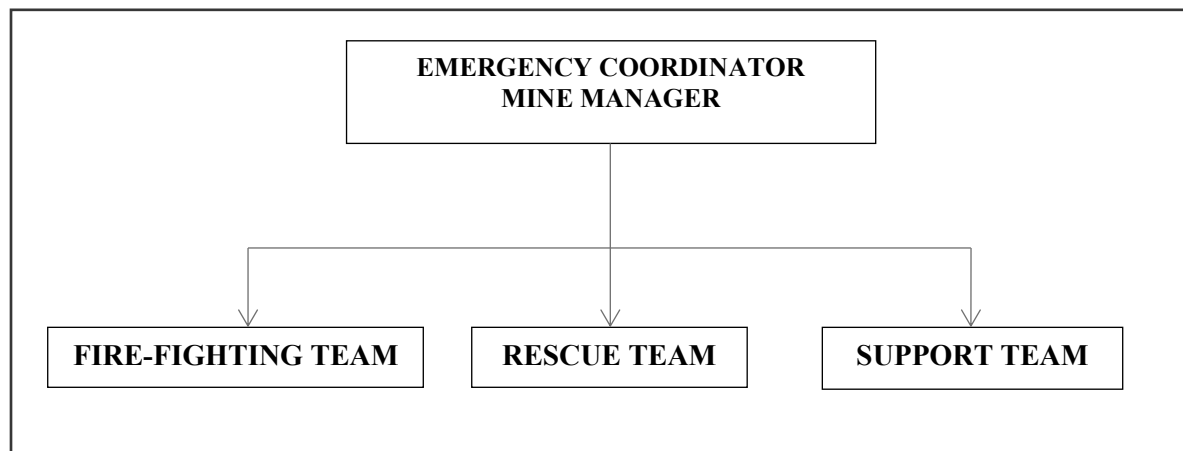 EMERGENCY COORDINATOR
MINE MANAGER
FIRE-FIGHTING TEAM
RESCUE TEAM
SUPPORT TEAM